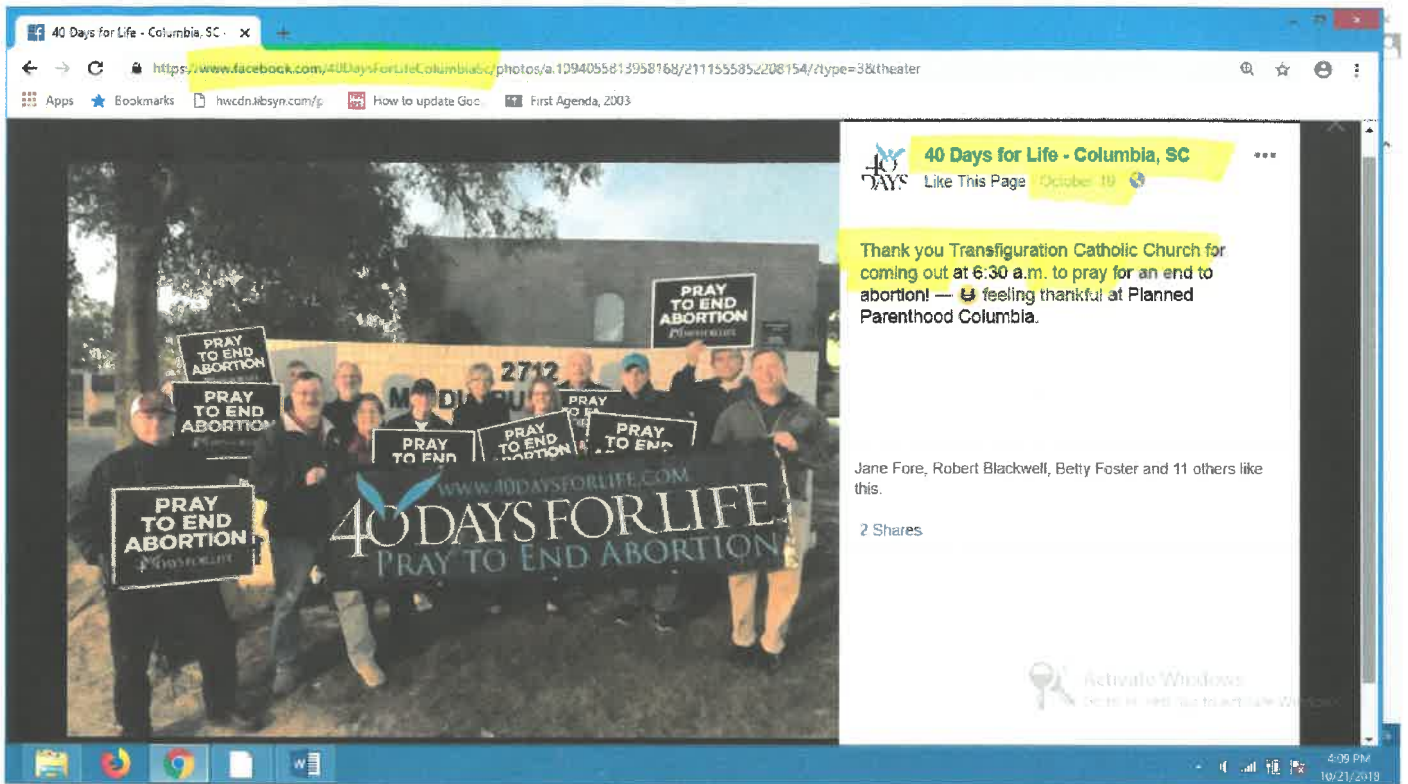 40 Days for Life - Columbia, SC -
https://www.facebook.com/40DaysForLifeColumbiaSc/photos/a.1094055813958168/2111555852208154/?type=3&theater
Apps Bookmarks hwcdn.libsyn.com/p How to update Goo First Agenda, 2003
40 DAYS
40 Days for Life - Columbia, SC
Like This Page October 19
Thank you Transfiguration Catholic Church for
coming out at 6:30 a.m. to pray for an end to
abortion! — feeling thankful at Planned
Parenthood Columbia.
Jane Fore, Robert Blackwell, Betty Foster and 11 others like
this.
2 Shares
PRAY
TO END
ABORTION
PRAY
TO END
ABORTION
PRAY
TO END
ABORTION
2712
PRAY
PRAY
TO END
PRAY
TO END
PRAY
TO END
PRAY
TO END
ABORTION
WWW.40DAYSFORLIFE.COM
40 DAYS FOR LIFE
PRAY TO END ABORTION
Activate Windows
4:09 PM
10/21/2018